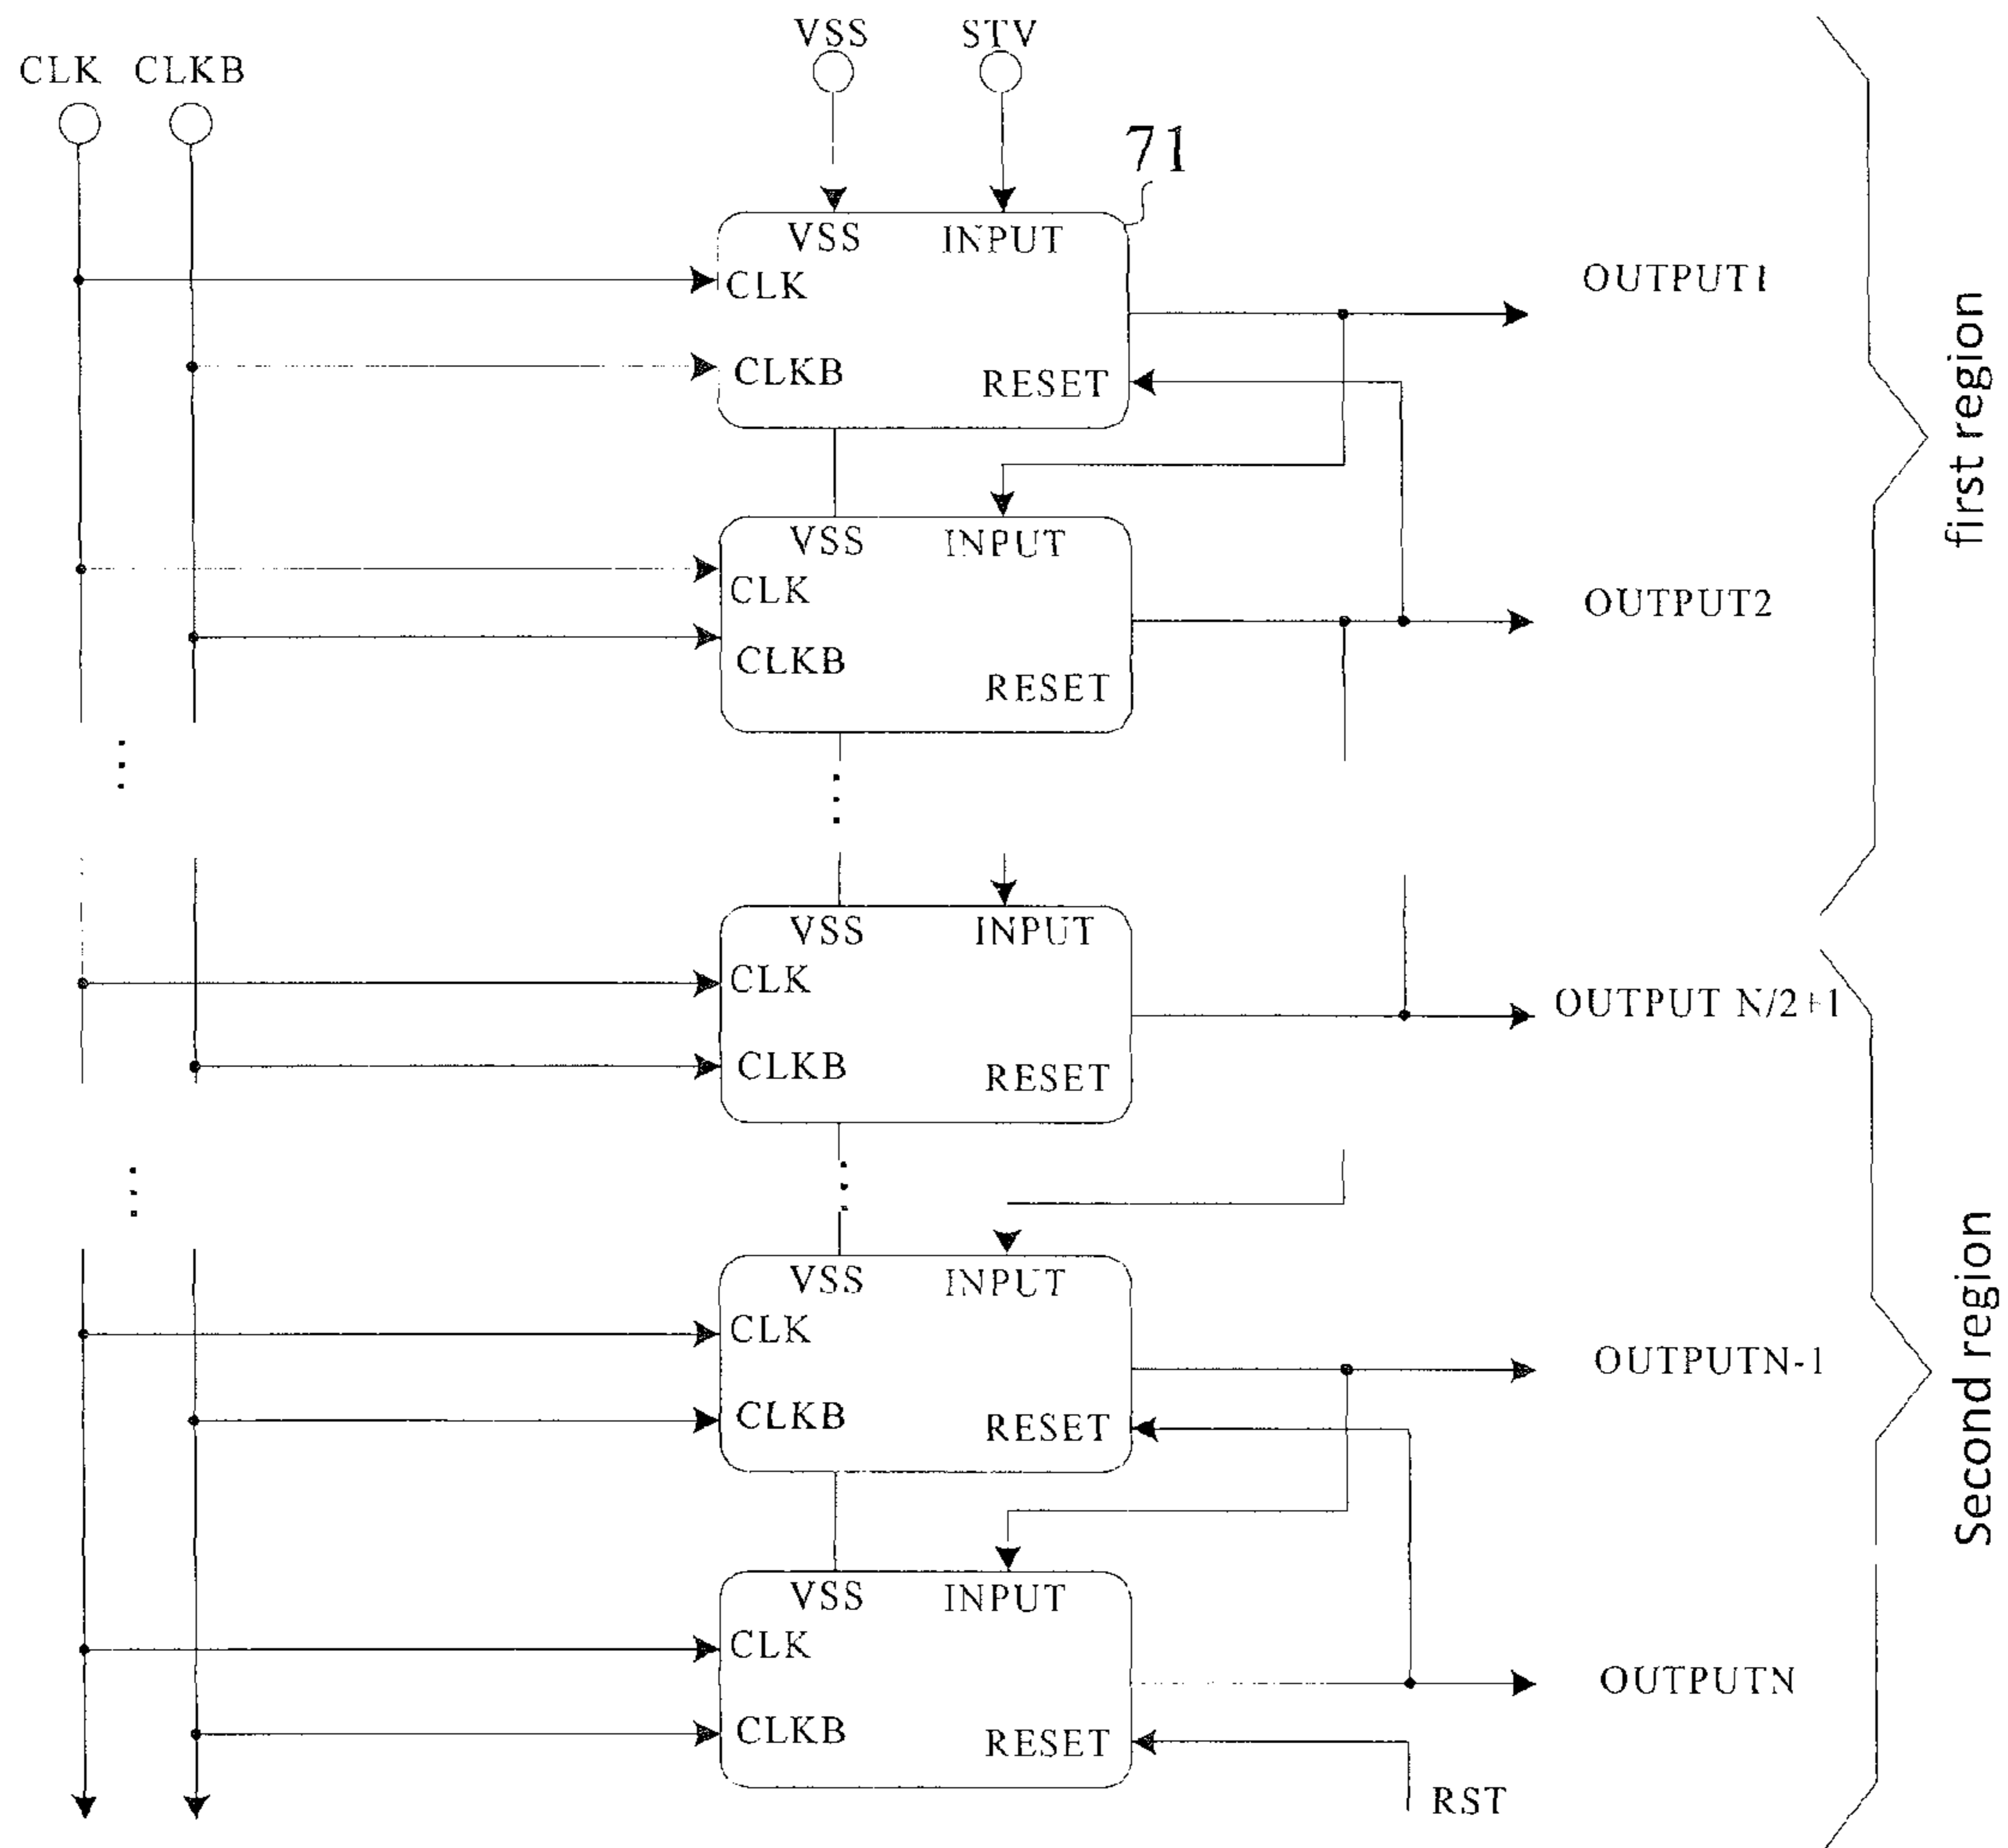 VSS STV
CLK CLKB
71
VSS INPUT
CLK
OUTPUT1
CLKB
RESET
first region
VSS INPUT
CLK
OUTPUT2
CLKB
RESET
VSS INPUT
CLK
OUTPUT N/2+1
CLKB
RESET
VSS INPUT
CLK
OUTPUTN-1
CLKB
RESET
Second region
VSS INPUT
CLK
OUTPUTN
CLKB
RESET
RST